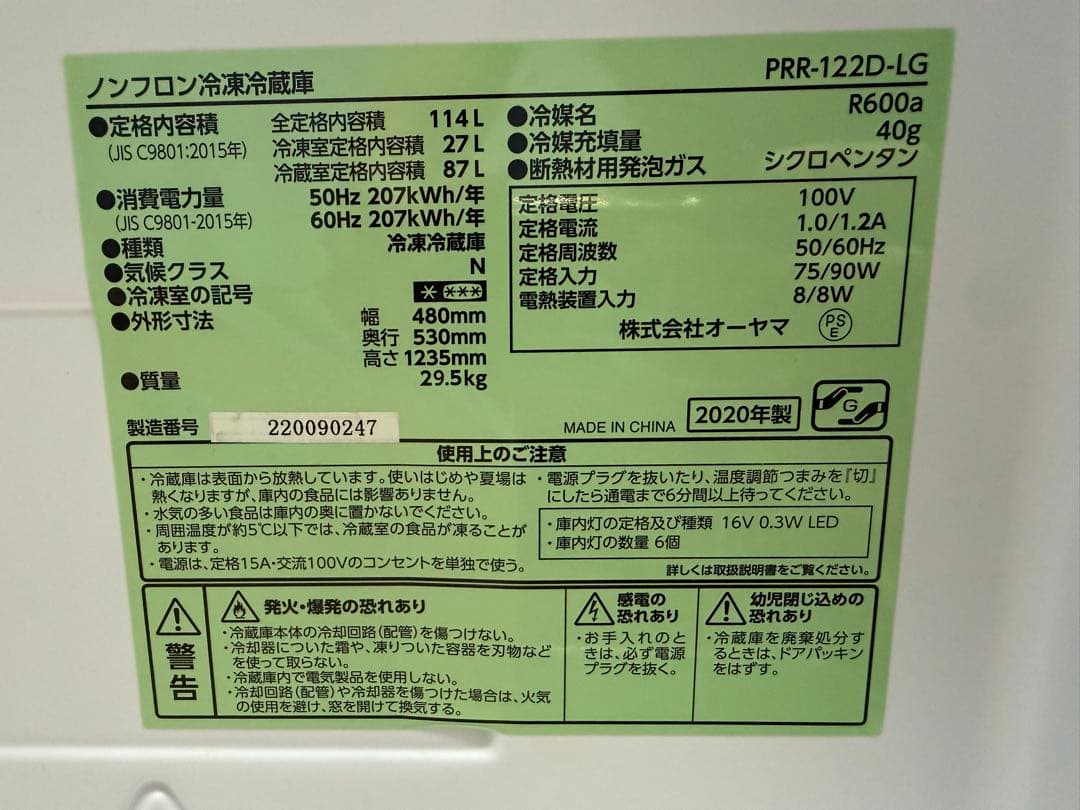 ノンフロン冷凍冷蔵庫
PRR-122D-LG
●定格内容積
(JIS C9801:2015年)
全定格内容積 114L
冷凍室定格内容積 27L
冷蔵室定格内容積 87L
●消費電力量
(JIS C9801-2015年)
50Hz 207kWh/年
60Hz 207kWh/年
●種類 冷凍冷蔵庫
●気候クラス N
●冷凍室の記号 * ***
●外形寸法 幅 480mm
奥行 530mm
高さ 1235mm
●質量 29.5kg
●冷媒名 R600a
●冷媒充填量 40g
●断熱材用発泡ガス シクロペンタン
定格電圧 100V
定格電流 1.0/1.2A
定格周波数 50/60Hz
定格入力 75/90W
電熱装置入力 8/8W
株式会社オーヤマ PSE
製造番号 220090247
MADE IN CHINA 2020年製 G
使用上のご注意
・冷蔵庫は表面から放熱しています。使いはじめや夏場は
熱くなりますが、庫内の食品には影響ありません。
・水気の多い食品は庫内の奥に置かないでください。
・周囲温度が約5℃以下では、冷蔵室の食品が凍ることが
あります。
・電源は、定格15A・交流100Vのコンセントを単独で使う。
・電源プラグを抜いたり、温度調節つまみを『切』
にしたら通電まで6分間以上待ってください。
・庫内灯の定格及び種類 16V 0.3W LED
・庫内灯の数量 6個
詳しくは取扱説明書をご覧ください。
警告
発火・爆発の恐れあり
・冷蔵庫本体の冷却回路(配管)を傷つけない。
・冷却器についた霜や、凍りついた容器を刃物など
を使って取らない。
・冷蔵庫内で電気製品を使用しない。
・冷却回路(配管)や冷却器を傷つけた場合は、火気
の使用を避け、窓を開けて換気する。
感電の
恐れあり
・お手入れのと
きは、必ず電源
プラグを抜く。
幼児閉じ込めの
恐れあり
・冷蔵庫を廃棄処分す
るときは、ドアパッキン
をはずす。